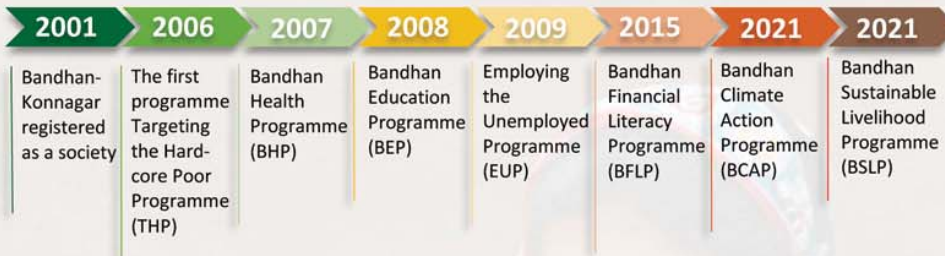 2001
Bandhan-
Konnagar
registered
as a society
2006
The first
programme
Targeting
the Hard-
core Poor
Programme
(THP)
2007
Bandhan
Health
Programme
(BHP)
2008
Bandhan
Education
Programme
(BEP)
2009
Employing
the
Unemployed
Programme
(EUP)
2015
Bandhan
Financial
Literacy
Programme
(BFLP)
2021
Bandhan
Climate
Action
Programme
(BCAP)
2021
Bandhan
Sustainable
Livelihood
Programme
(BSLP)